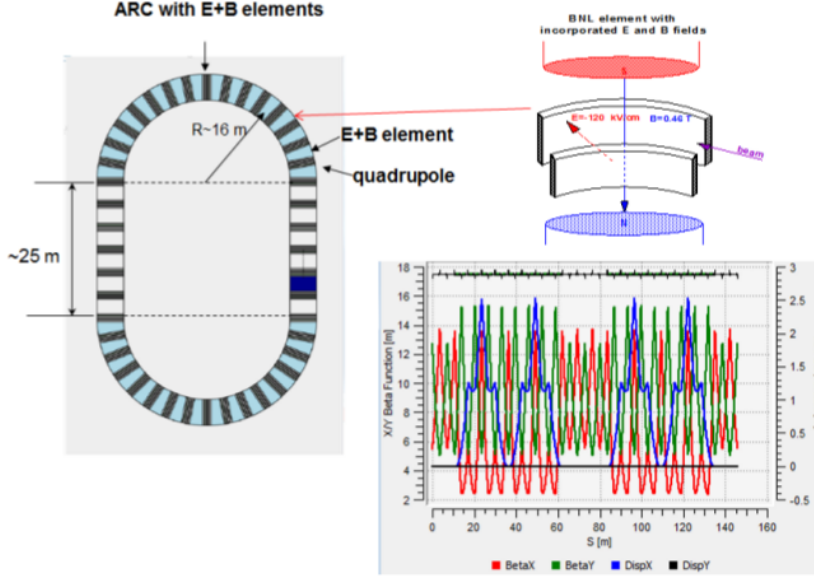 ARC with E+B elements
R~16 m
E+B element
quadrupole
~25 m
BNL element with
incorporated E and B fields
S
E=-120 kV/cm B=0.46 T
beam
N
18
16
14
12
10
8
6
4
2
X/Y Beta Function [m]
3
2.5
2
1.5
1
0.5
0
-0.5
0 20 40 60 80 100 120 140 160
S [m]
BetaX BetaY DispX DispY